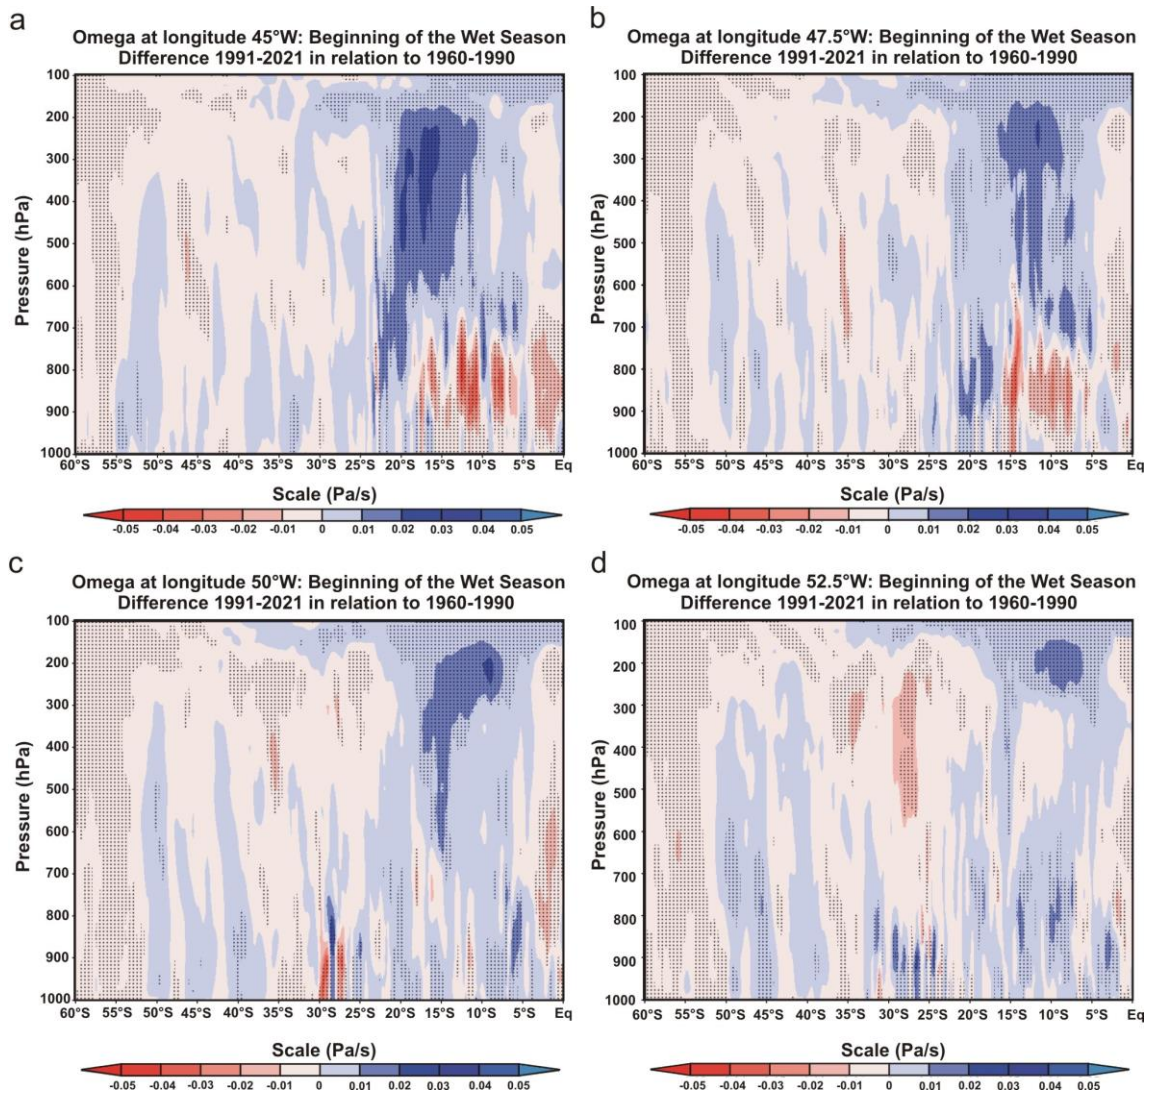 a
Omega at longitude 45°W: Beginning of the Wet Season
Difference 1991-2021 in relation to 1960-1990
Pressure (hPa)
100
200
300
400
500
600
700
800
900
1000
60°S 55°S 50°S 45°S 40°S 35°S 30°S 25°S 20°S 15°S 10°S 5°S Eq
Scale (Pa/s)
-0.05 -0.04 -0.03 -0.02 -0.01 0 0.01 0.02 0.03 0.04 0.05
b
Omega at longitude 47.5°W: Beginning of the Wet Season
Difference 1991-2021 in relation to 1960-1990
Pressure (hPa)
100
200
300
400
500
600
700
800
900
1000
60°S 55°S 50°S 45°S 40°S 35°S 30°S 25°S 20°S 15°S 10°S 5°S Eq
Scale (Pa/s)
-0.05 -0.04 -0.03 -0.02 -0.01 0 0.01 0.02 0.03 0.04 0.05
c
Omega at longitude 50°W: Beginning of the Wet Season
Difference 1991-2021 in relation to 1960-1990
Pressure (hPa)
100
200
300
400
500
600
700
800
900
1000
60°S 55°S 50°S 45°S 40°S 35°S 30°S 25°S 20°S 15°S 10°S 5°S Eq
Scale (Pa/s)
-0.05 -0.04 -0.03 -0.02 -0.01 0 0.01 0.02 0.03 0.04 0.05
d
Omega at longitude 52.5°W: Beginning of the Wet Season
Difference 1991-2021 in relation to 1960-1990
Pressure (hPa)
100
200
300
400
500
600
700
800
900
1000
60°S 55°S 50°S 45°S 40°S 35°S 30°S 25°S 20°S 15°S 10°S 5°S Eq
Scale (Pa/s)
-0.05 -0.04 -0.03 -0.02 -0.01 0 0.01 0.02 0.03 0.04 0.05